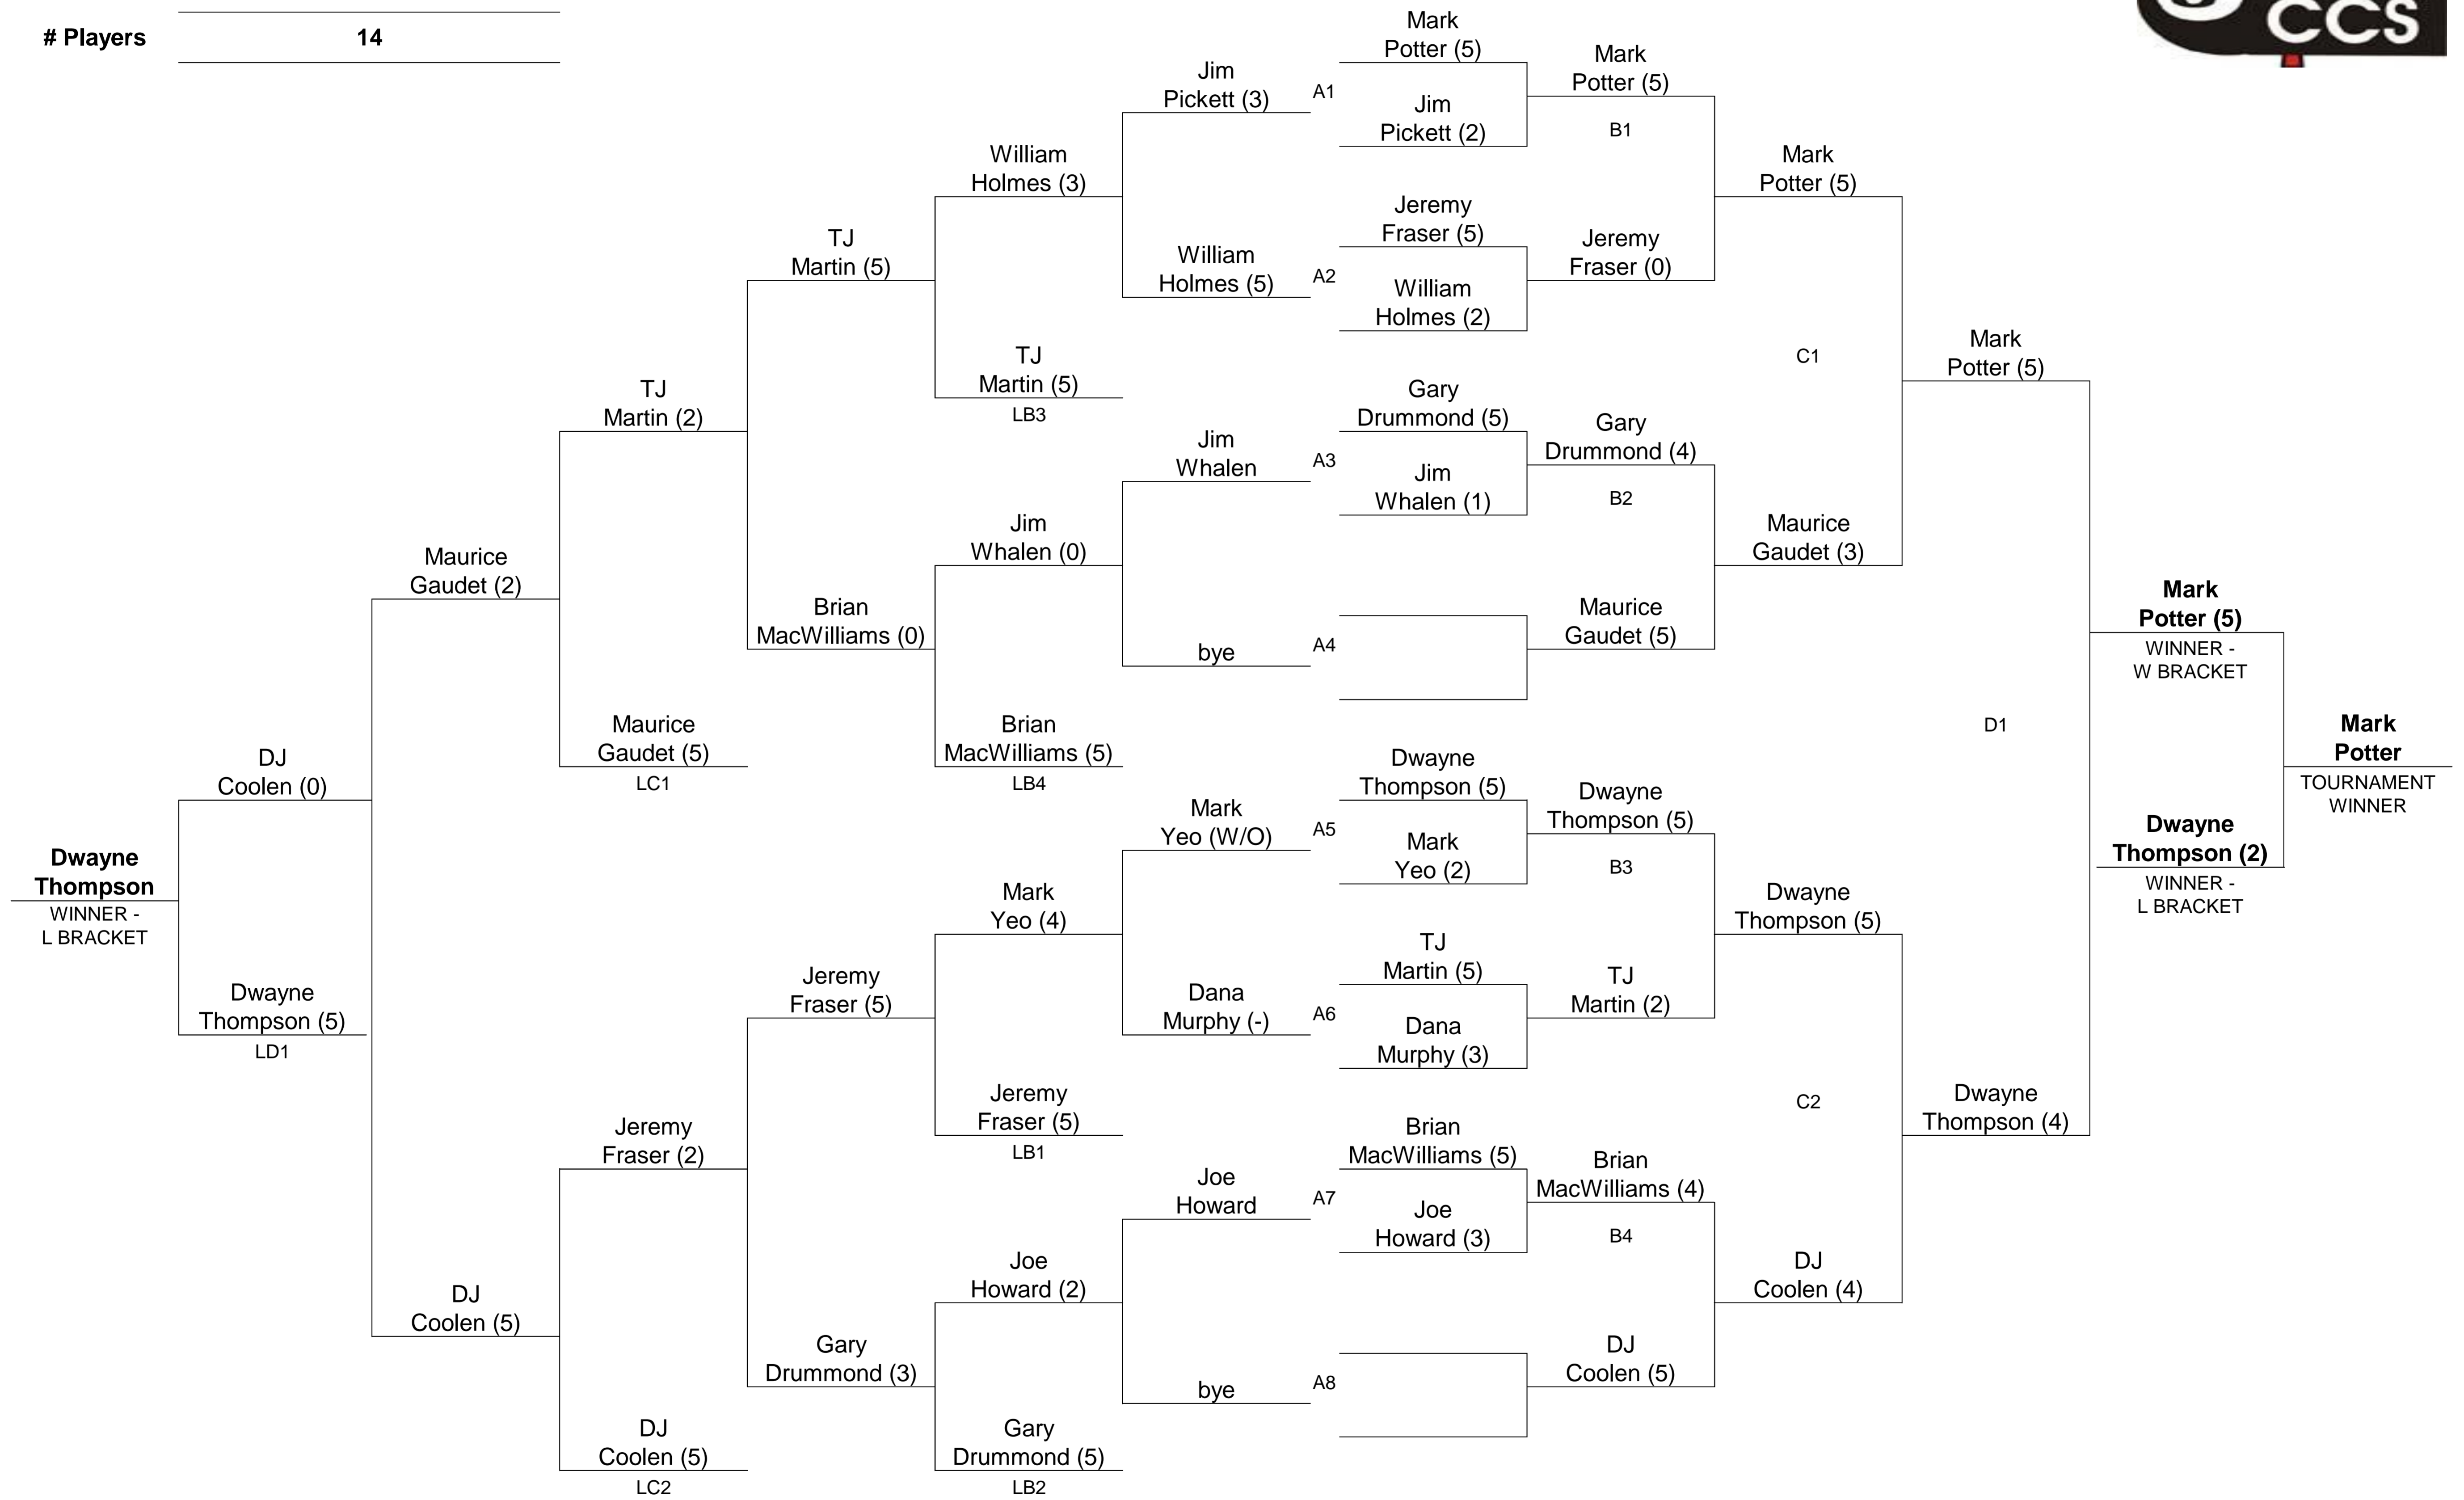 # Players
14
CCS
Mark
Potter (5)
Jim
Pickett (3)
A1
Jim
Pickett (2)
Mark
Potter (5)
B1
William
Holmes (3)
Mark
Potter (5)
Jeremy
Fraser (5)
William
Holmes (5)
A2
William
Holmes (2)
Jeremy
Fraser (0)
TJ
Martin (5)
TJ
Martin (5)
LB3
C1
Mark
Potter (5)
TJ
Martin (2)
Gary
Drummond (5)
Jim
Whalen
A3
Jim
Whalen (1)
Gary
Drummond (4)
B2
Jim
Whalen (0)
Maurice
Gaudet (3)
Maurice
Gaudet (2)
Brian
MacWilliams (0)
bye
A4
Maurice
Gaudet (5)
Mark
Potter (5)
WINNER -
W BRACKET
Maurice
Gaudet (5)
LC1
Brian
MacWilliams (5)
LB4
D1
Mark
Potter
TOURNAMENT
WINNER
DJ
Coolen (0)
Dwayne
Thompson (5)
Mark
Yeo (W/O)
A5
Mark
Yeo (2)
Dwayne
Thompson (5)
B3
Dwayne
Thompson (2)
WINNER -
L BRACKET
Dwayne
Thompson
WINNER -
L BRACKET
Mark
Yeo (4)
Dwayne
Thompson (5)
TJ
Martin (5)
Jeremy
Fraser (5)
Dana
Murphy (-)
A6
Dana
Murphy (3)
TJ
Martin (2)
Dwayne
Thompson (5)
LD1
Jeremy
Fraser (5)
LB1
C2
Dwayne
Thompson (4)
Jeremy
Fraser (2)
Brian
MacWilliams (5)
Joe
Howard
A7
Joe
Howard (3)
Brian
MacWilliams (4)
B4
Joe
Howard (2)
DJ
Coolen (4)
DJ
Coolen (5)
Gary
Drummond (3)
bye
A8
DJ
Coolen (5)
DJ
Coolen (5)
LC2
Gary
Drummond (5)
LB2